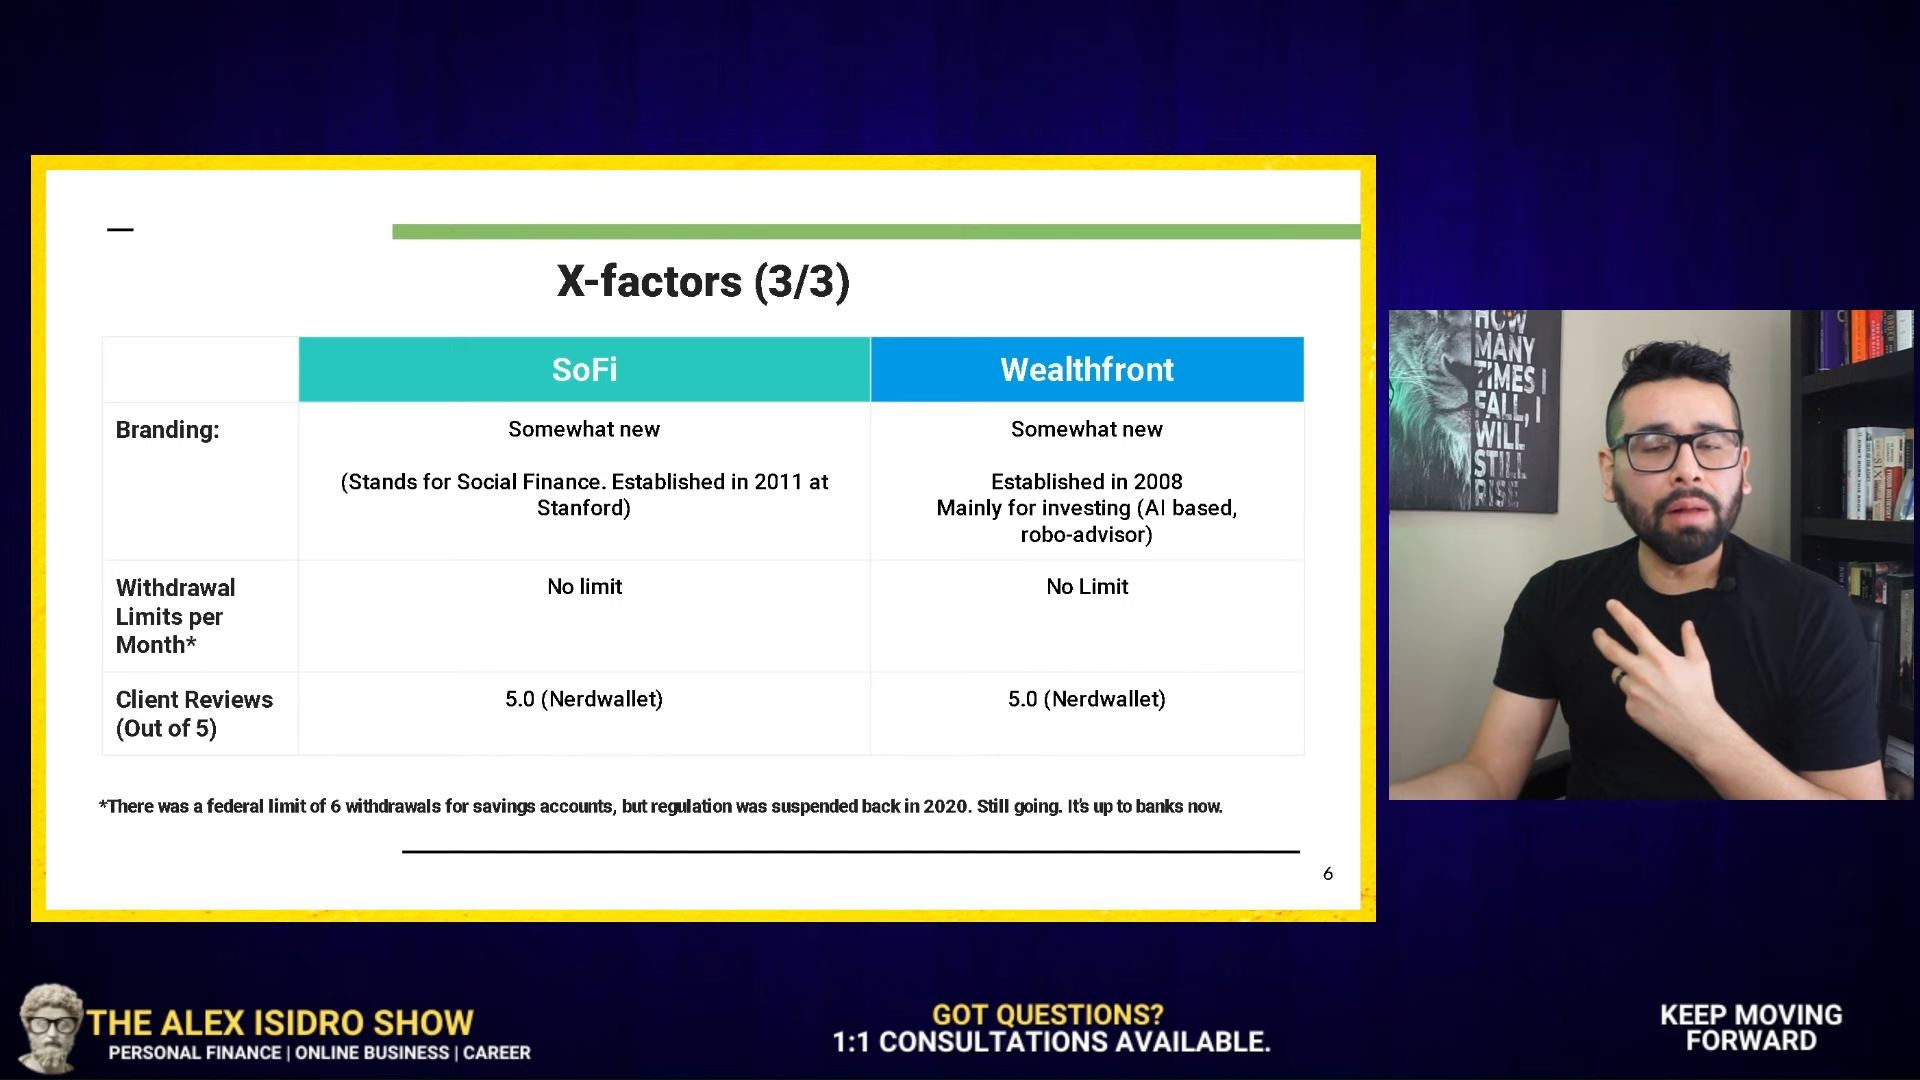 X-factors (3/3)
SoFi
Wealthfront
Branding:
Somewhat new
(Stands for Social Finance. Established in 2011 at
Stanford)
Somewhat new
Established in 2008
Mainly for investing (AI based,
robo-advisor)
Withdrawal
Limits per
Month*
No limit
No Limit
Client Reviews
(Out of 5)
5.0 (Nerdwallet)
5.0 (Nerdwallet)
*There was a federal limit of 6 withdrawals for savings accounts, but regulation was suspended back in 2020. Still going. It's up to banks now.
6
HOW
MANY
TIMES I
FALL, I
WILL
STILL
RISE
THE ALEX ISIDRO SHOW
PERSONAL FINANCE | ONLINE BUSINESS | CAREER
GOT QUESTIONS?
1:1 CONSULTATIONS AVAILABLE.
KEEP MOVING
FORWARD